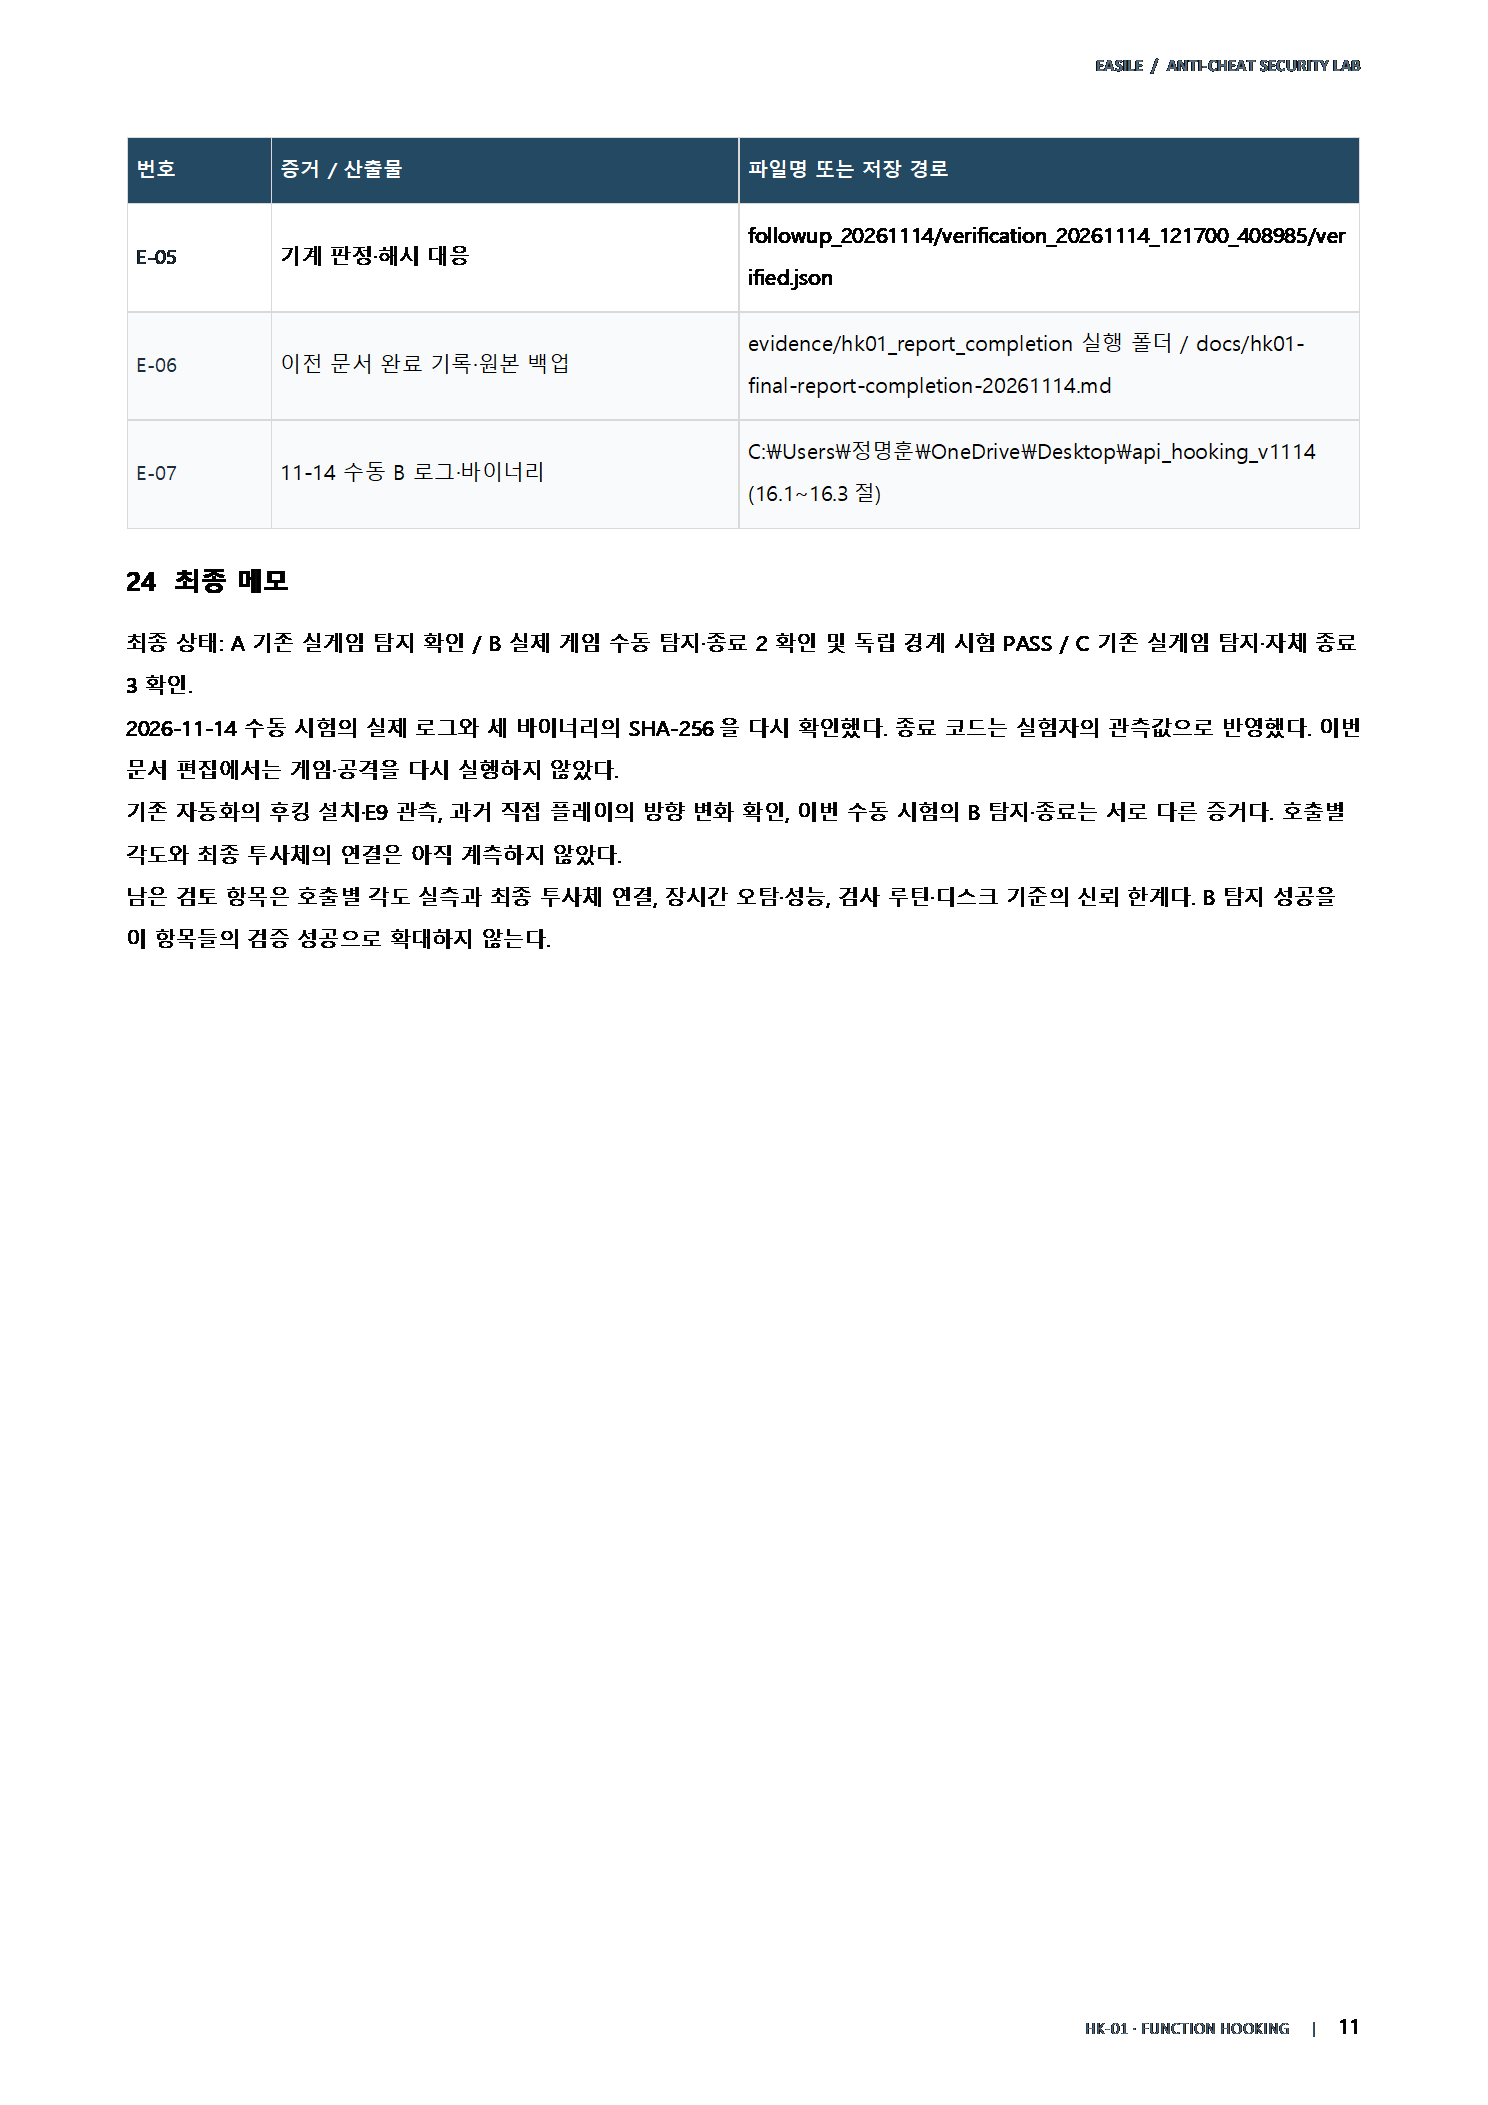 EASILE / ANTI-CHEAT SECURITY LAB
번호 증거 / 산출물 파일명 또는 저장 경로
E-05 기계 판정·해시 대응 followup_20261114/verification_20261114_121700_408985/ver
ified.json
E-06 이전 문서 완료 기록·원본 백업 evidence/hk01_report_completion 실행 폴더 / docs/hk01-
final-report-completion-20261114.md
E-07 11-14 수동 B 로그·바이너리 C:₩Users₩정명훈₩OneDrive₩Desktop₩api_hooking_v1114
(16.1~16.3 절)
24 최종 메모
최종 상태: A 기존 실게임 탐지 확인 / B 실제 게임 수동 탐지·종료 2 확인 및 독립 경계 시험 PASS / C 기존 실게임 탐지·자체 종료
3 확인.
2026-11-14 수동 시험의 실제 로그와 세 바이너리의 SHA-256 을 다시 확인했다. 종료 코드는 실험자의 관측값으로 반영했다. 이번
문서 편집에서는 게임·공격을 다시 실행하지 않았다.
기존 자동화의 후킹 설치·E9 관측, 과거 직접 플레이의 방향 변화 확인, 이번 수동 시험의 B 탐지·종료는 서로 다른 증거다. 호출별
각도와 최종 투사체의 연결은 아직 계측하지 않았다.
남은 검토 항목은 호출별 각도 실측과 최종 투사체 연결, 장시간 오탐·성능, 검사 루틴·디스크 기준의 신뢰 한계다. B 탐지 성공을
이 항목들의 검증 성공으로 확대하지 않는다.
HK-01 · FUNCTION HOOKING | 11